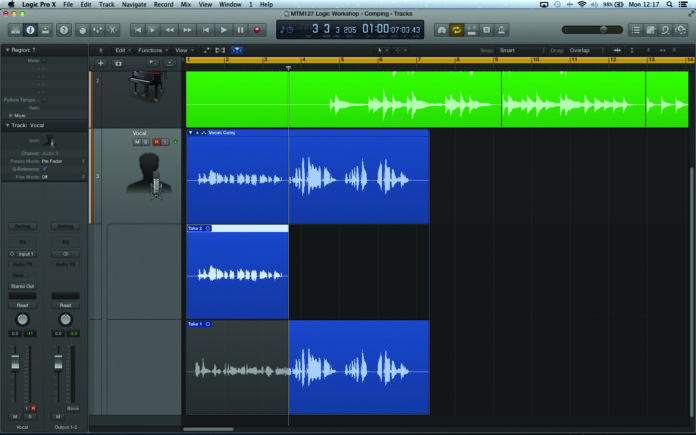 Logic Pro X File Edit Track Navigate Record Mix View Window 1 Help
98% Mon 12:17
MTM127 Logic Workshop - Comping - Tracks
3 3 3 205 01:00:07:03.43
Region: 1
Edit Functions View
Snap: Smart Drag: Overlap
Mute:
1 2 3 4 5 6 7 8 9 10 11 12 13 14
Follow Tempo...
Gain:
More
2
Track: Vocal
Icon:
Channel: Audio 3
Freeze Mode: Pre Fader
Q-Reference:
Flex Mode: Off
Vocal
M S R I
Vocal: Comp
3
Take 2
Setting Setting
EQ EQ
Input 1
Audio FX Audio FX
Send
Stereo Out
Read Read
Take 1
0.0 -11 0.0
I R Bnce
M S M
Vocal Output 1-2